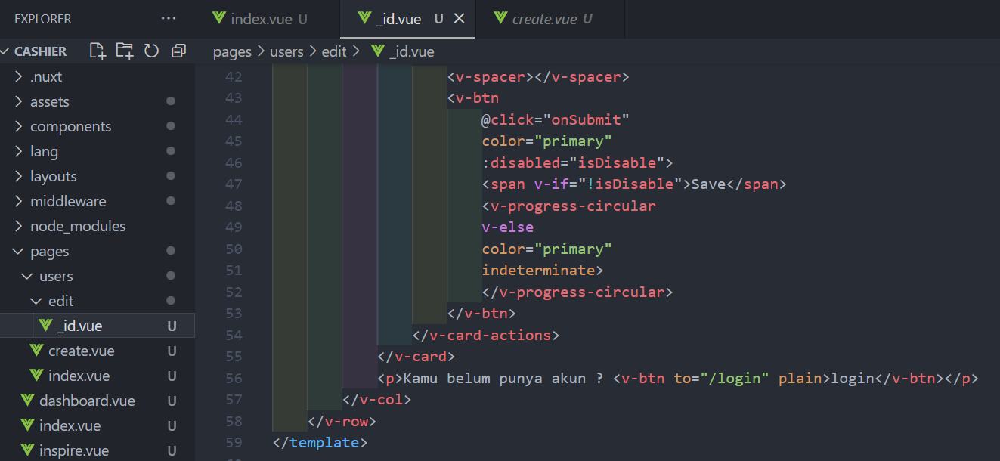 EXPLORER ...
index.vue U
_id.vue U
create.vue U
CASHIER
pages > users > edit > _id.vue
.nuxt
assets
components
lang
layouts
middleware
node_modules
pages
users
edit
_id.vue U
create.vue U
index.vue U
dashboard.vue U
index.vue U
inspire.vue U
42 <v-spacer></v-spacer>
43 <v-btn
44 @click="onSubmit"
45 color="primary"
46 :disabled="isDisable">
47 <span v-if="!isDisable">Save</span>
48 <v-progress-circular
49 v-else
50 color="primary"
51 indeterminate>
52 </v-progress-circular>
53 </v-btn>
54 </v-card-actions>
55 </v-card>
56 <p>Kamu belum punya akun ? <v-btn to="/login" plain>login</v-btn></p>
57 </v-col>
58 </v-row>
59 </template>